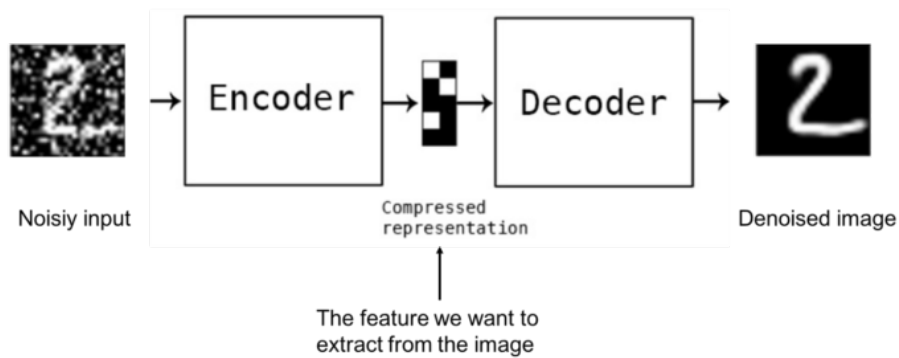 Encoder
Decoder
Noisiy input
Compressed
representation
Denoised image
The feature we want to
extract from the image